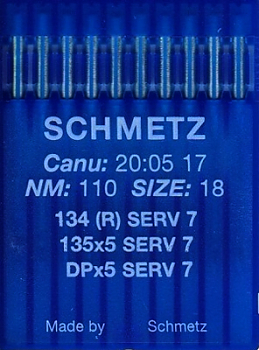 SCHMETZ
Canu: 20:05 17
NM: 110 SIZE: 18
134 (R) SERV 7
135x5 SERV 7
DPx5 SERV 7
Made by Schmetz